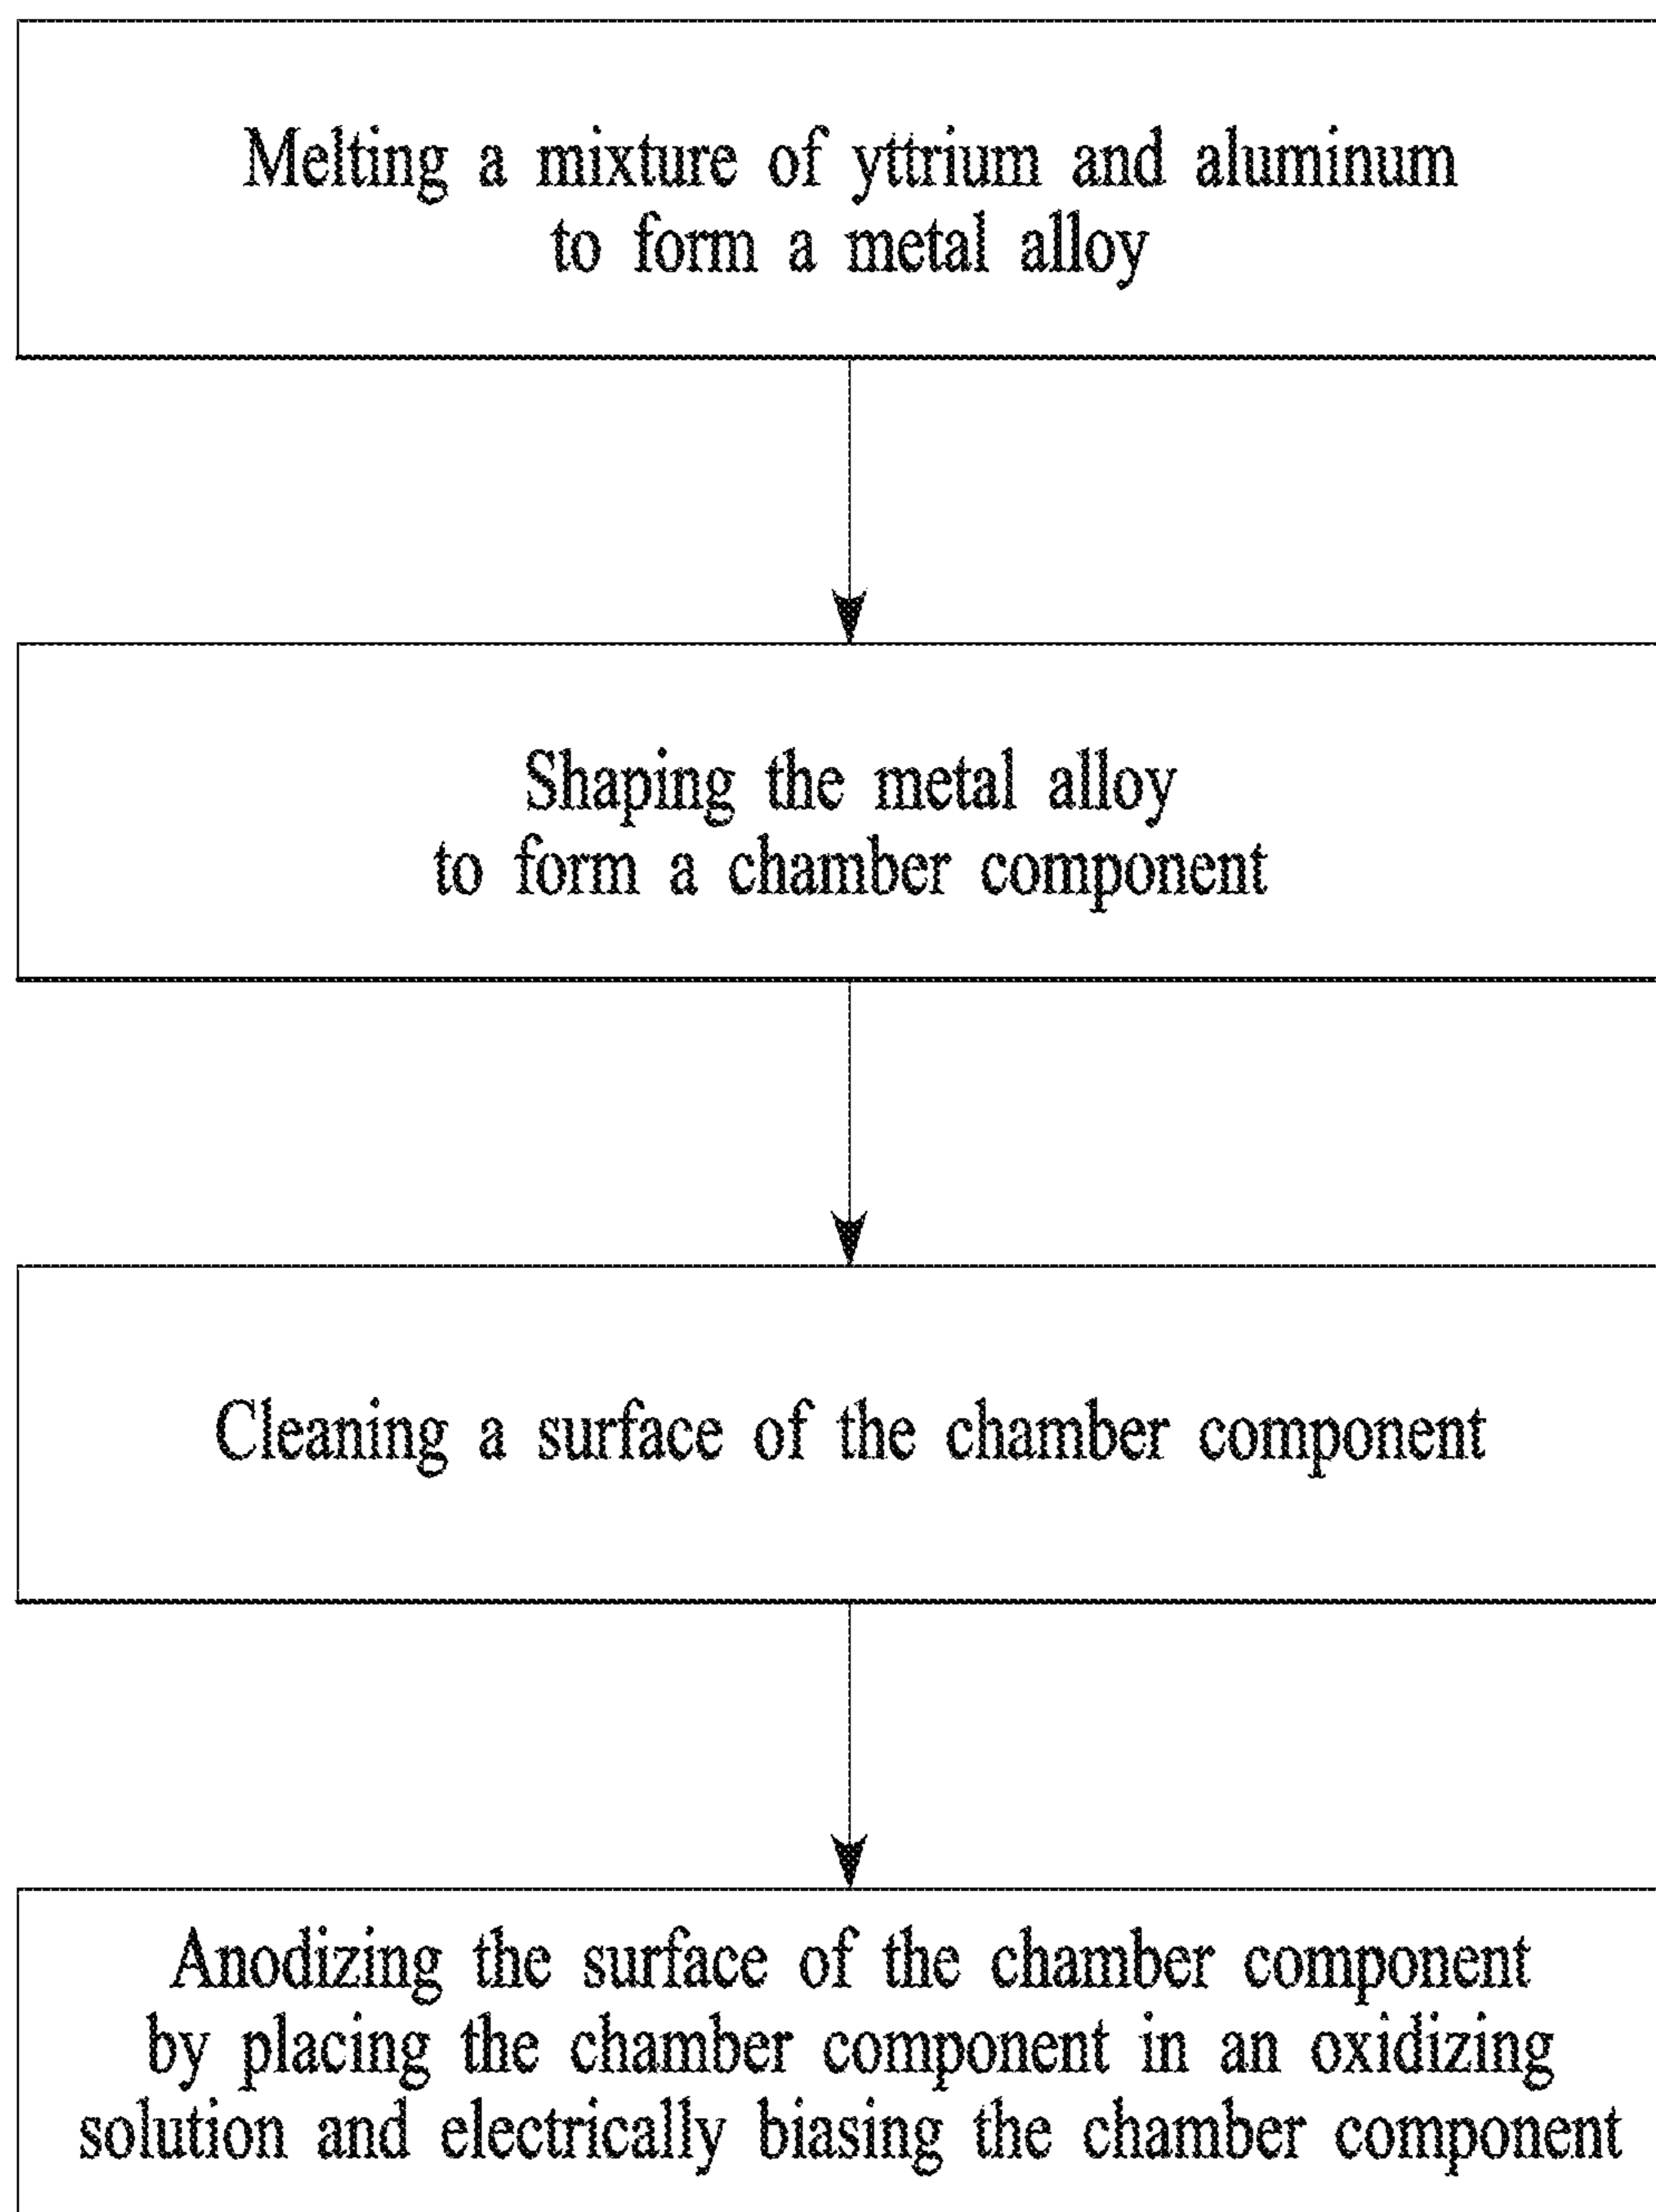 Melting a mixture of yttrium and aluminum
to form a metal alloy
Shaping the metal alloy
to form a chamber component
Cleaning a surface of the chamber component
Anodizing the surface of the chamber component
by placing the chamber component in an oxidizing
solution and electrically biasing the chamber component